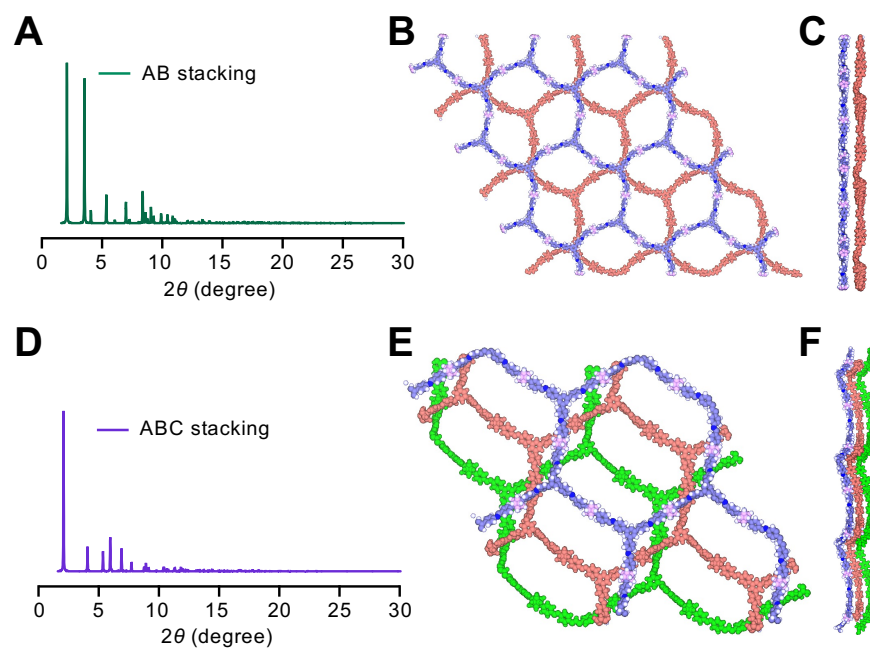 A
B
C
AB stacking
0 5 10 15 20 25 30
2θ (degree)
D
E
F
ABC stacking
0 5 10 15 20 25 30
2θ (degree)